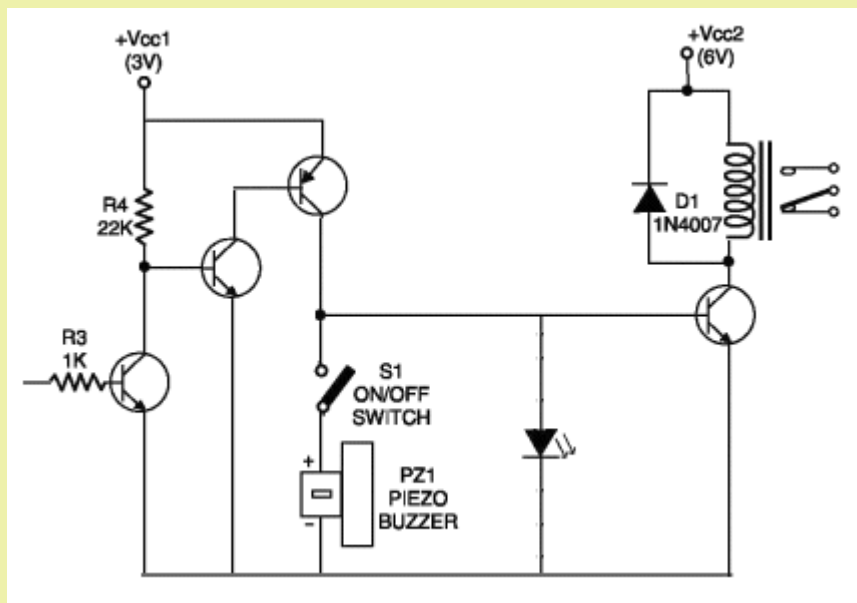 +Vcc1
(3V)
+Vcc2
(6V)
R4
22K
D1
1N4007
R3
1K
S1
ON/OFF
SWITCH
+
PZ1
PIEZO
BUZZER
−